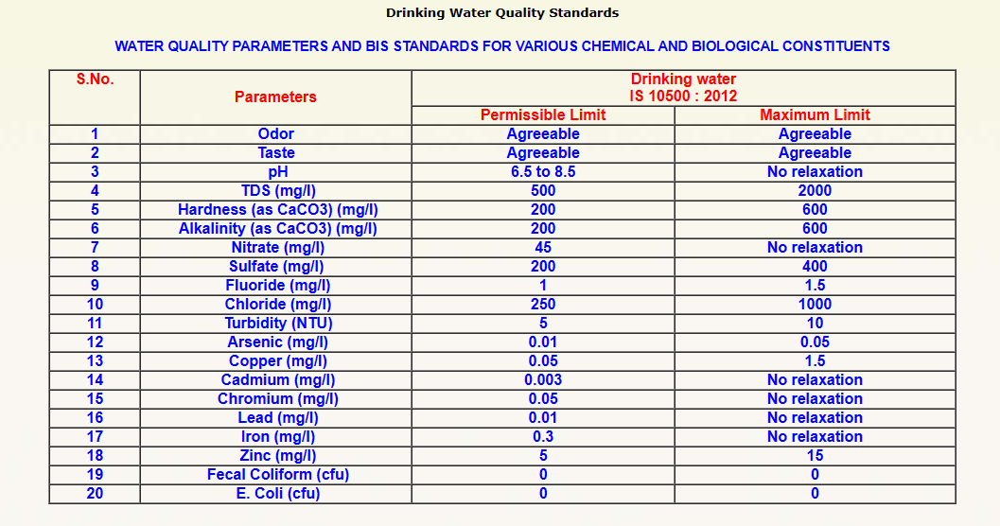 Drinking Water Quality Standards
WATER QUALITY PARAMETERS AND BIS STANDARDS FOR VARIOUS CHEMICAL AND BIOLOGICAL CONSTITUENTS
S.No. Parameters Drinking water
IS 10500 : 2012
Permissible Limit Maximum Limit
1 Odor Agreeable Agreeable
2 Taste Agreeable Agreeable
3 pH 6.5 to 8.5 No relaxation
4 TDS (mg/l) 500 2000
5 Hardness (as CaCO3) (mg/l) 200 600
6 Alkalinity (as CaCO3) (mg/l) 200 600
7 Nitrate (mg/l) 45 No relaxation
8 Sulfate (mg/l) 200 400
9 Fluoride (mg/l) 1 1.5
10 Chloride (mg/l) 250 1000
11 Turbidity (NTU) 5 10
12 Arsenic (mg/l) 0.01 0.05
13 Copper (mg/l) 0.05 1.5
14 Cadmium (mg/l) 0.003 No relaxation
15 Chromium (mg/l) 0.05 No relaxation
16 Lead (mg/l) 0.01 No relaxation
17 Iron (mg/l) 0.3 No relaxation
18 Zinc (mg/l) 5 15
19 Fecal Coliform (cfu) 0 0
20 E. Coli (cfu) 0 0